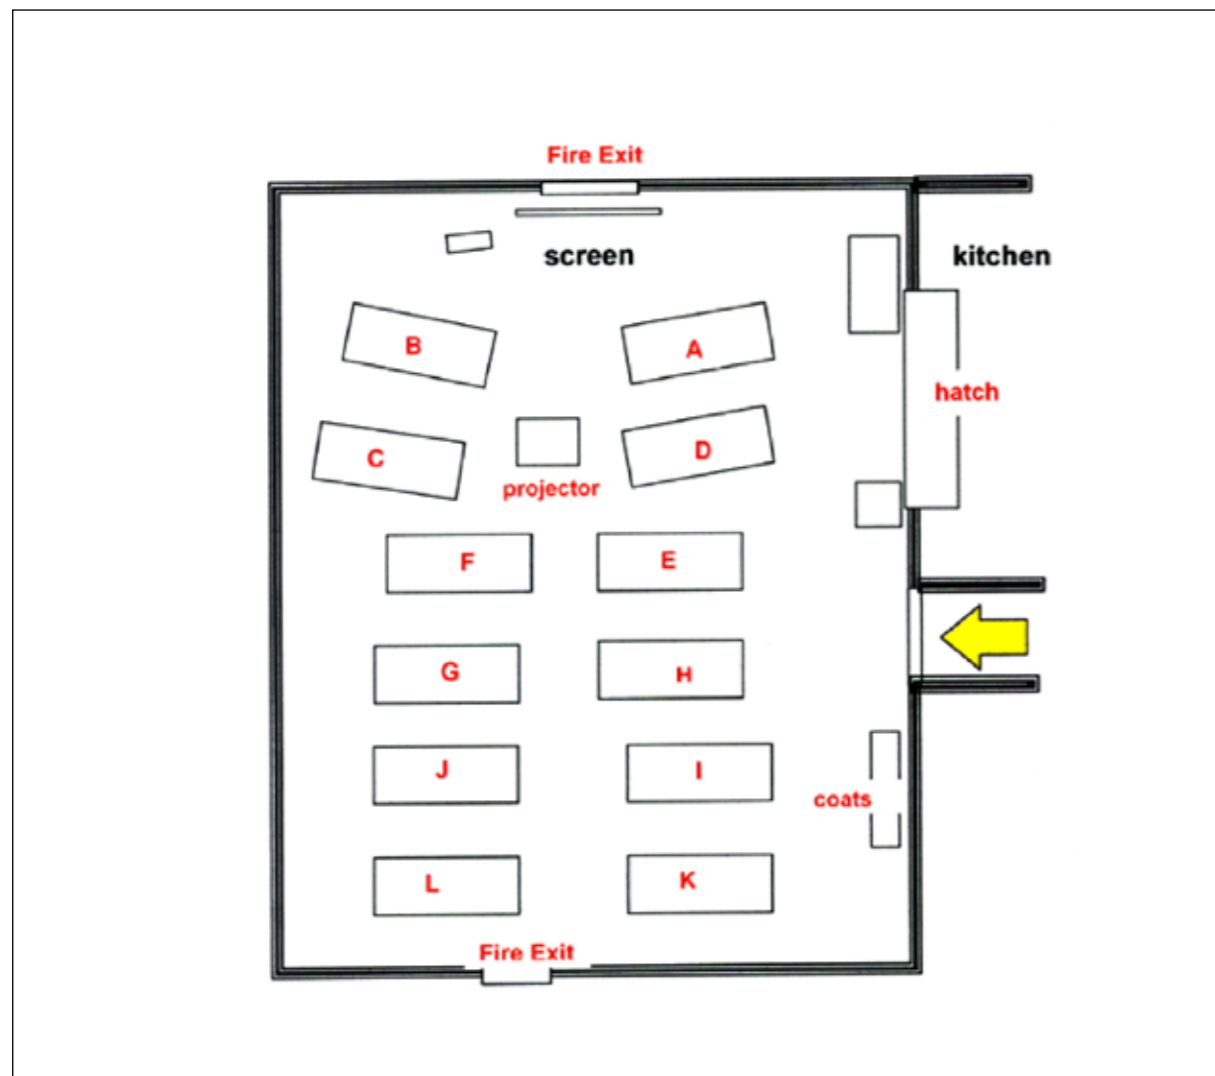 Fire Exit
screen
kitchen
B
A
hatch
C
D
projector
F
E
G
H
J
I
coats
L
K
Fire Exit